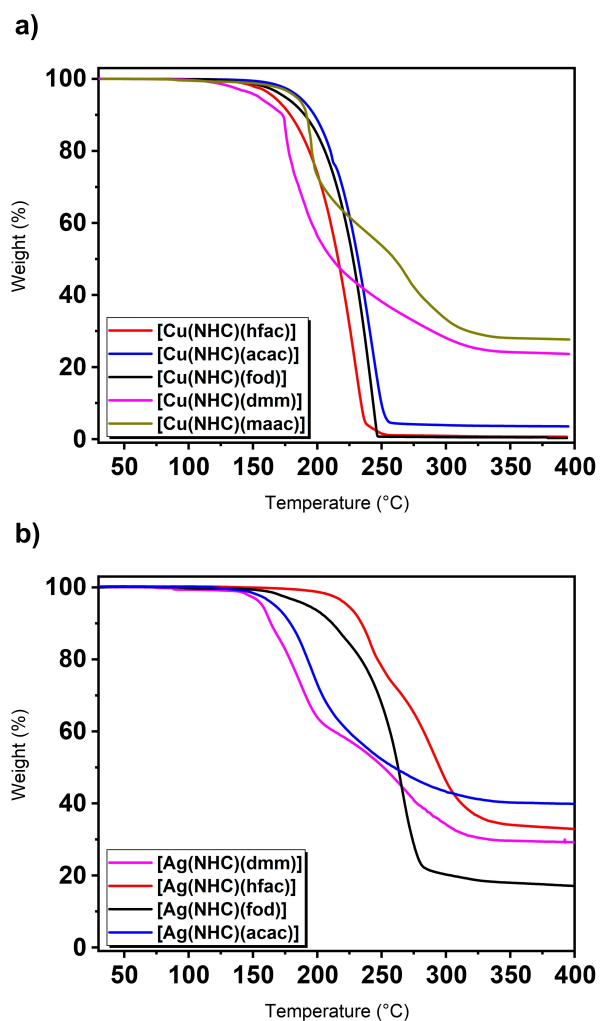 a)
100
80
60
40
20
0
Weight (%)
[Cu(NHC)(hfac)]
[Cu(NHC)(acac)]
[Cu(NHC)(fod)]
[Cu(NHC)(dmm)]
[Cu(NHC)(maac)]
50 100 150 200 250 300 350 400
Temperature (°C)
b)
100
80
60
40
20
0
Weight (%)
[Ag(NHC)(dmm)]
[Ag(NHC)(hfac)]
[Ag(NHC)(fod)]
[Ag(NHC)(acac)]
50 100 150 200 250 300 350 400
Temperature (°C)